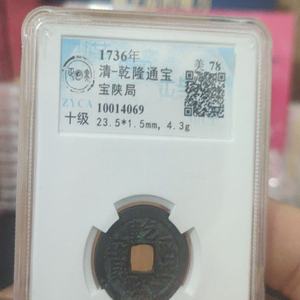 1736年
清-乾隆通宝
宝陕局
美 78
ZYCA
10014069
十级
23.5*1.5mm, 4.3g